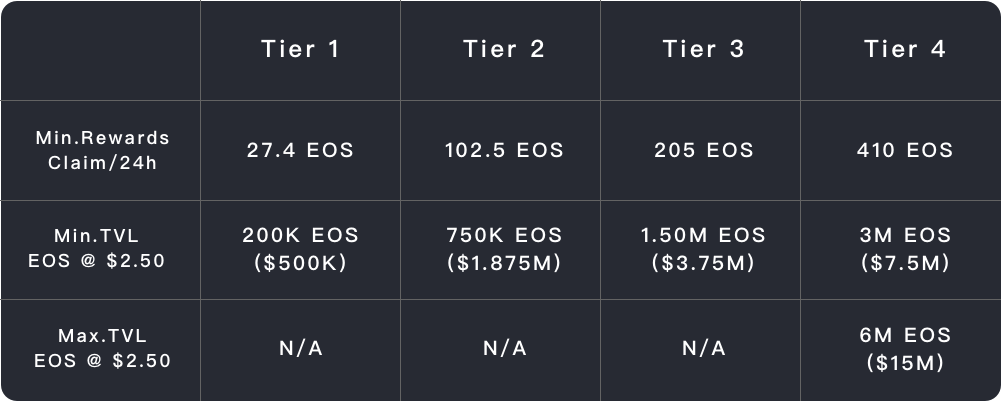 Tier 1 Tier 2 Tier 3 Tier 4
Min.Rewards
Claim/24h
27.4 EOS 102.5 EOS 205 EOS 410 EOS
Min.TVL
EOS @ $2.50
200K EOS
($500K)
750K EOS
($1.875M)
1.50M EOS
($3.75M)
3M EOS
($7.5M)
Max.TVL
EOS @ $2.50
N/A N/A N/A
6M EOS
($15M)